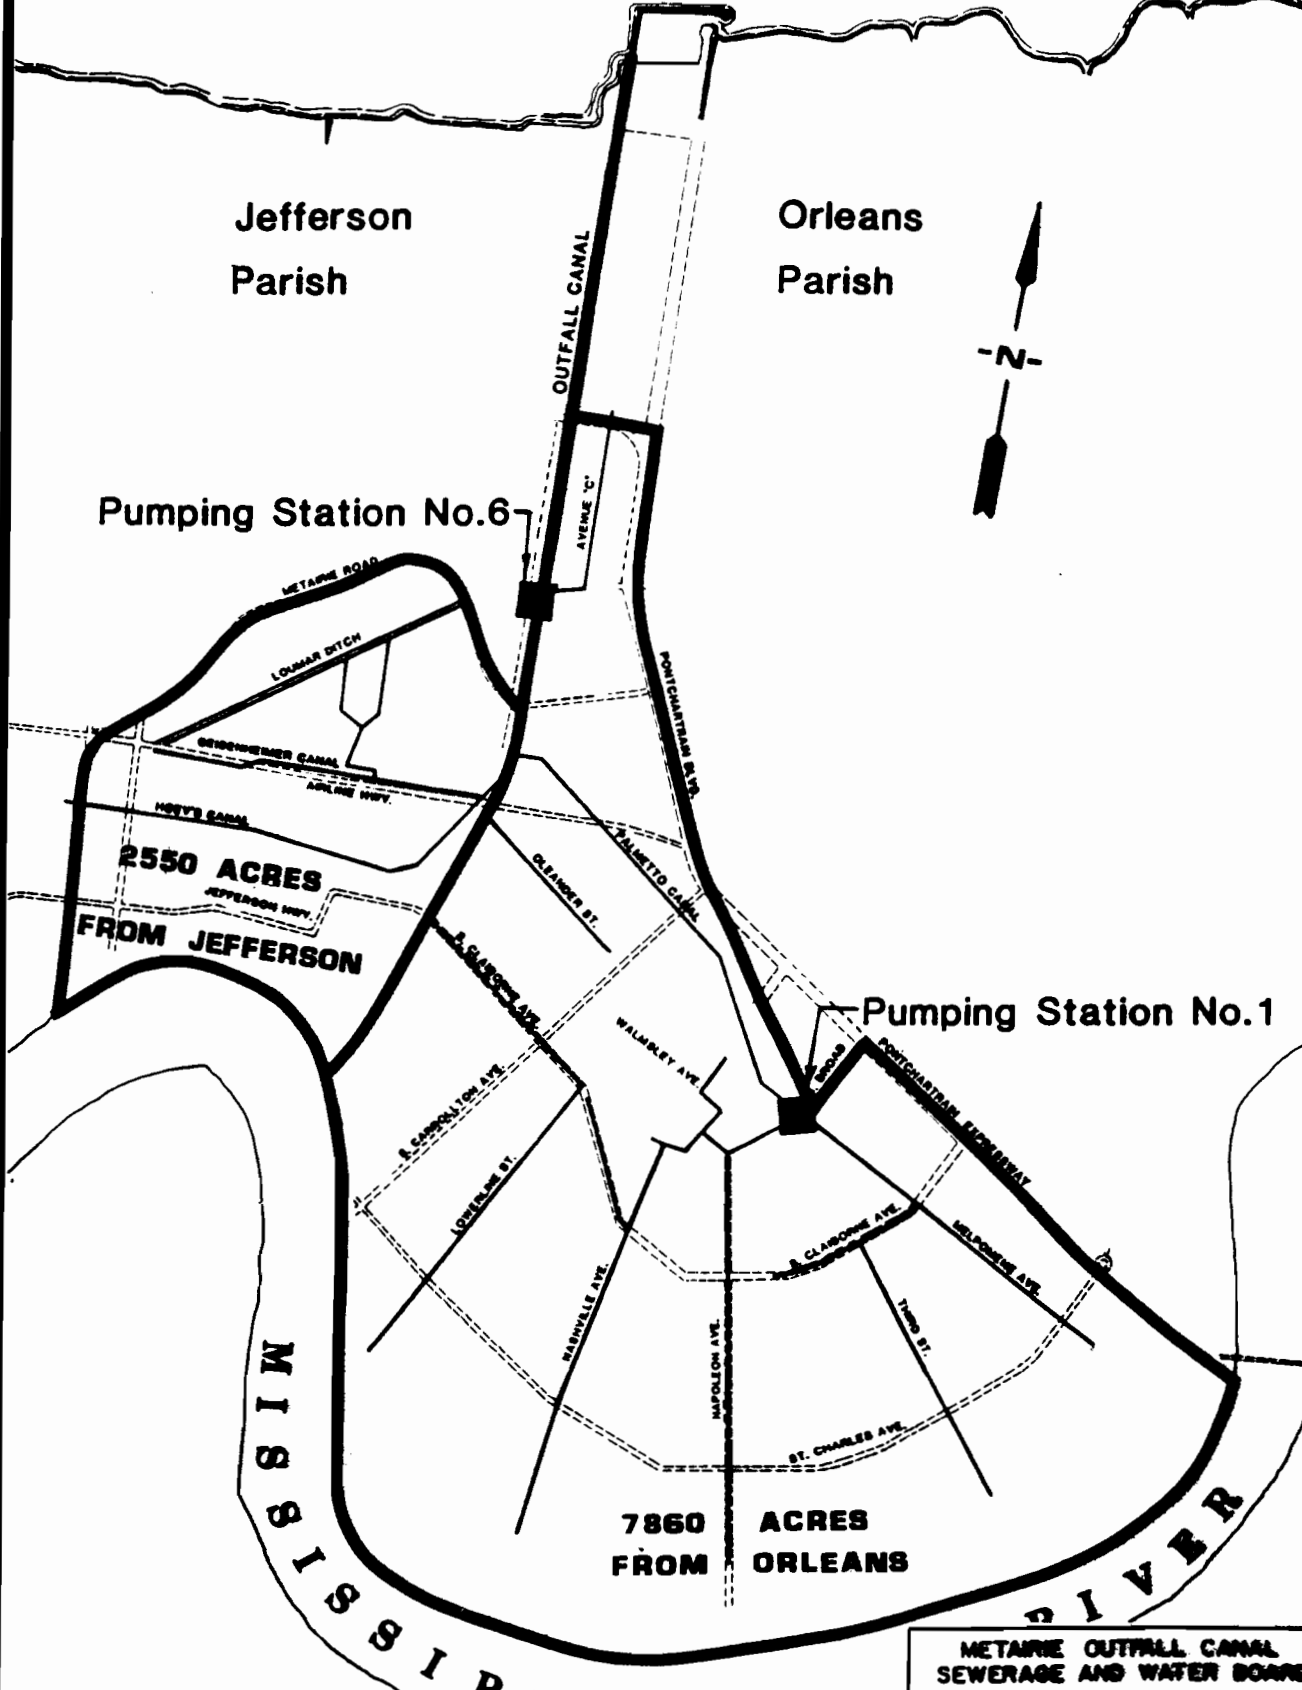 Jefferson
Parish
Orleans
Parish
OUTFALL CANAL
-N-
AVENUE "C"
Pumping Station No.6
METAIRIE ROAD
LOUMAR DITCH
PONTCHARTRAIN BLVD.
GEISENHEIMER CANAL
AIRLINE HWY.
HOEY'S CANAL
PALMETTO CANAL
OLEANDER ST.
2550 ACRES
JEFFERSON HWY.
FROM JEFFERSON
S. CLAIBORNE AVE.
Pumping Station No.1
WALMSLEY AVE.
BROAD
PONTCHARTRAIN EXPRESSWAY
S. CARROLLTON AVE.
LOWERLINE ST.
S. CLAIBORNE AVE.
MELPOMENE AVE.
NASHVILLE AVE.
NAPOLEON AVE.
THIRD ST.
ST. CHARLES AVE.
7860 ACRES
FROM ORLEANS
MISSISSIP
RIVER
METAIRIE OUTFALL CANAL
SEWERAGE AND WATER BOARD